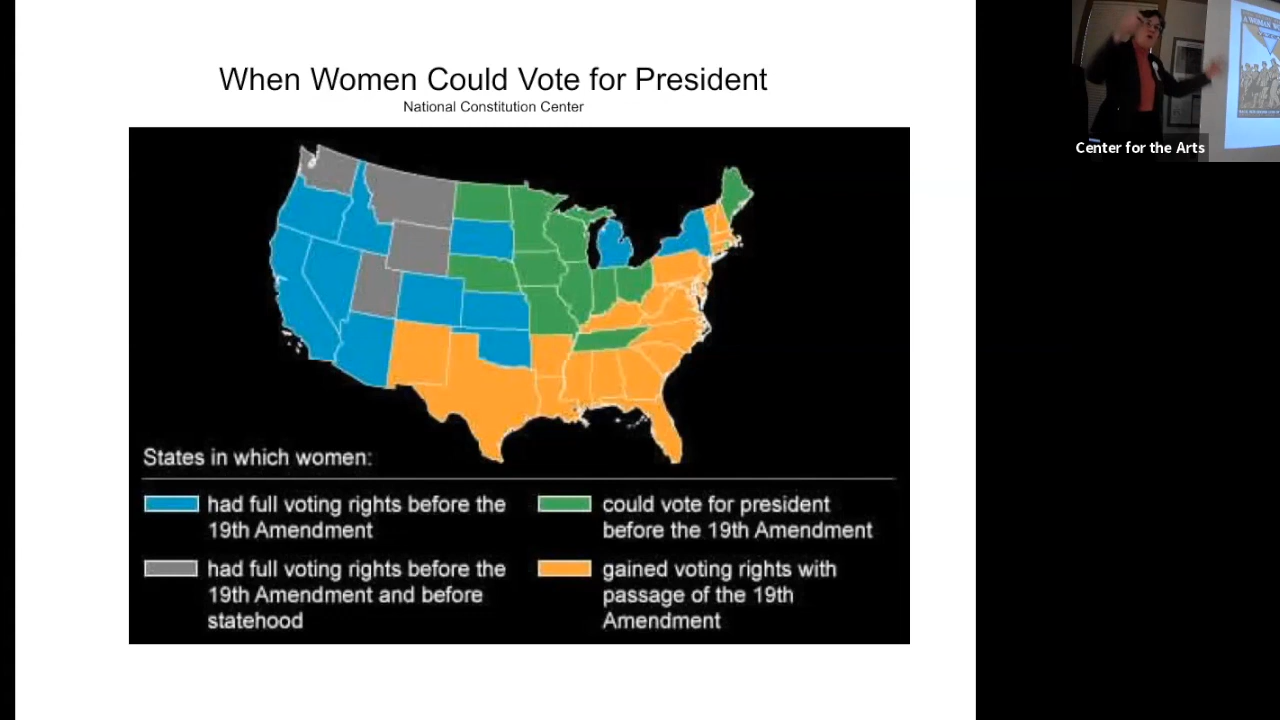 When Women Could Vote for President
National Constitution Center
States in which women:
had full voting rights before the
19th Amendment
had full voting rights before the
19th Amendment and before
statehood
could vote for president
before the 19th Amendment
gained voting rights with
passage of the 19th
Amendment
Center for the Arts
A WOMAN